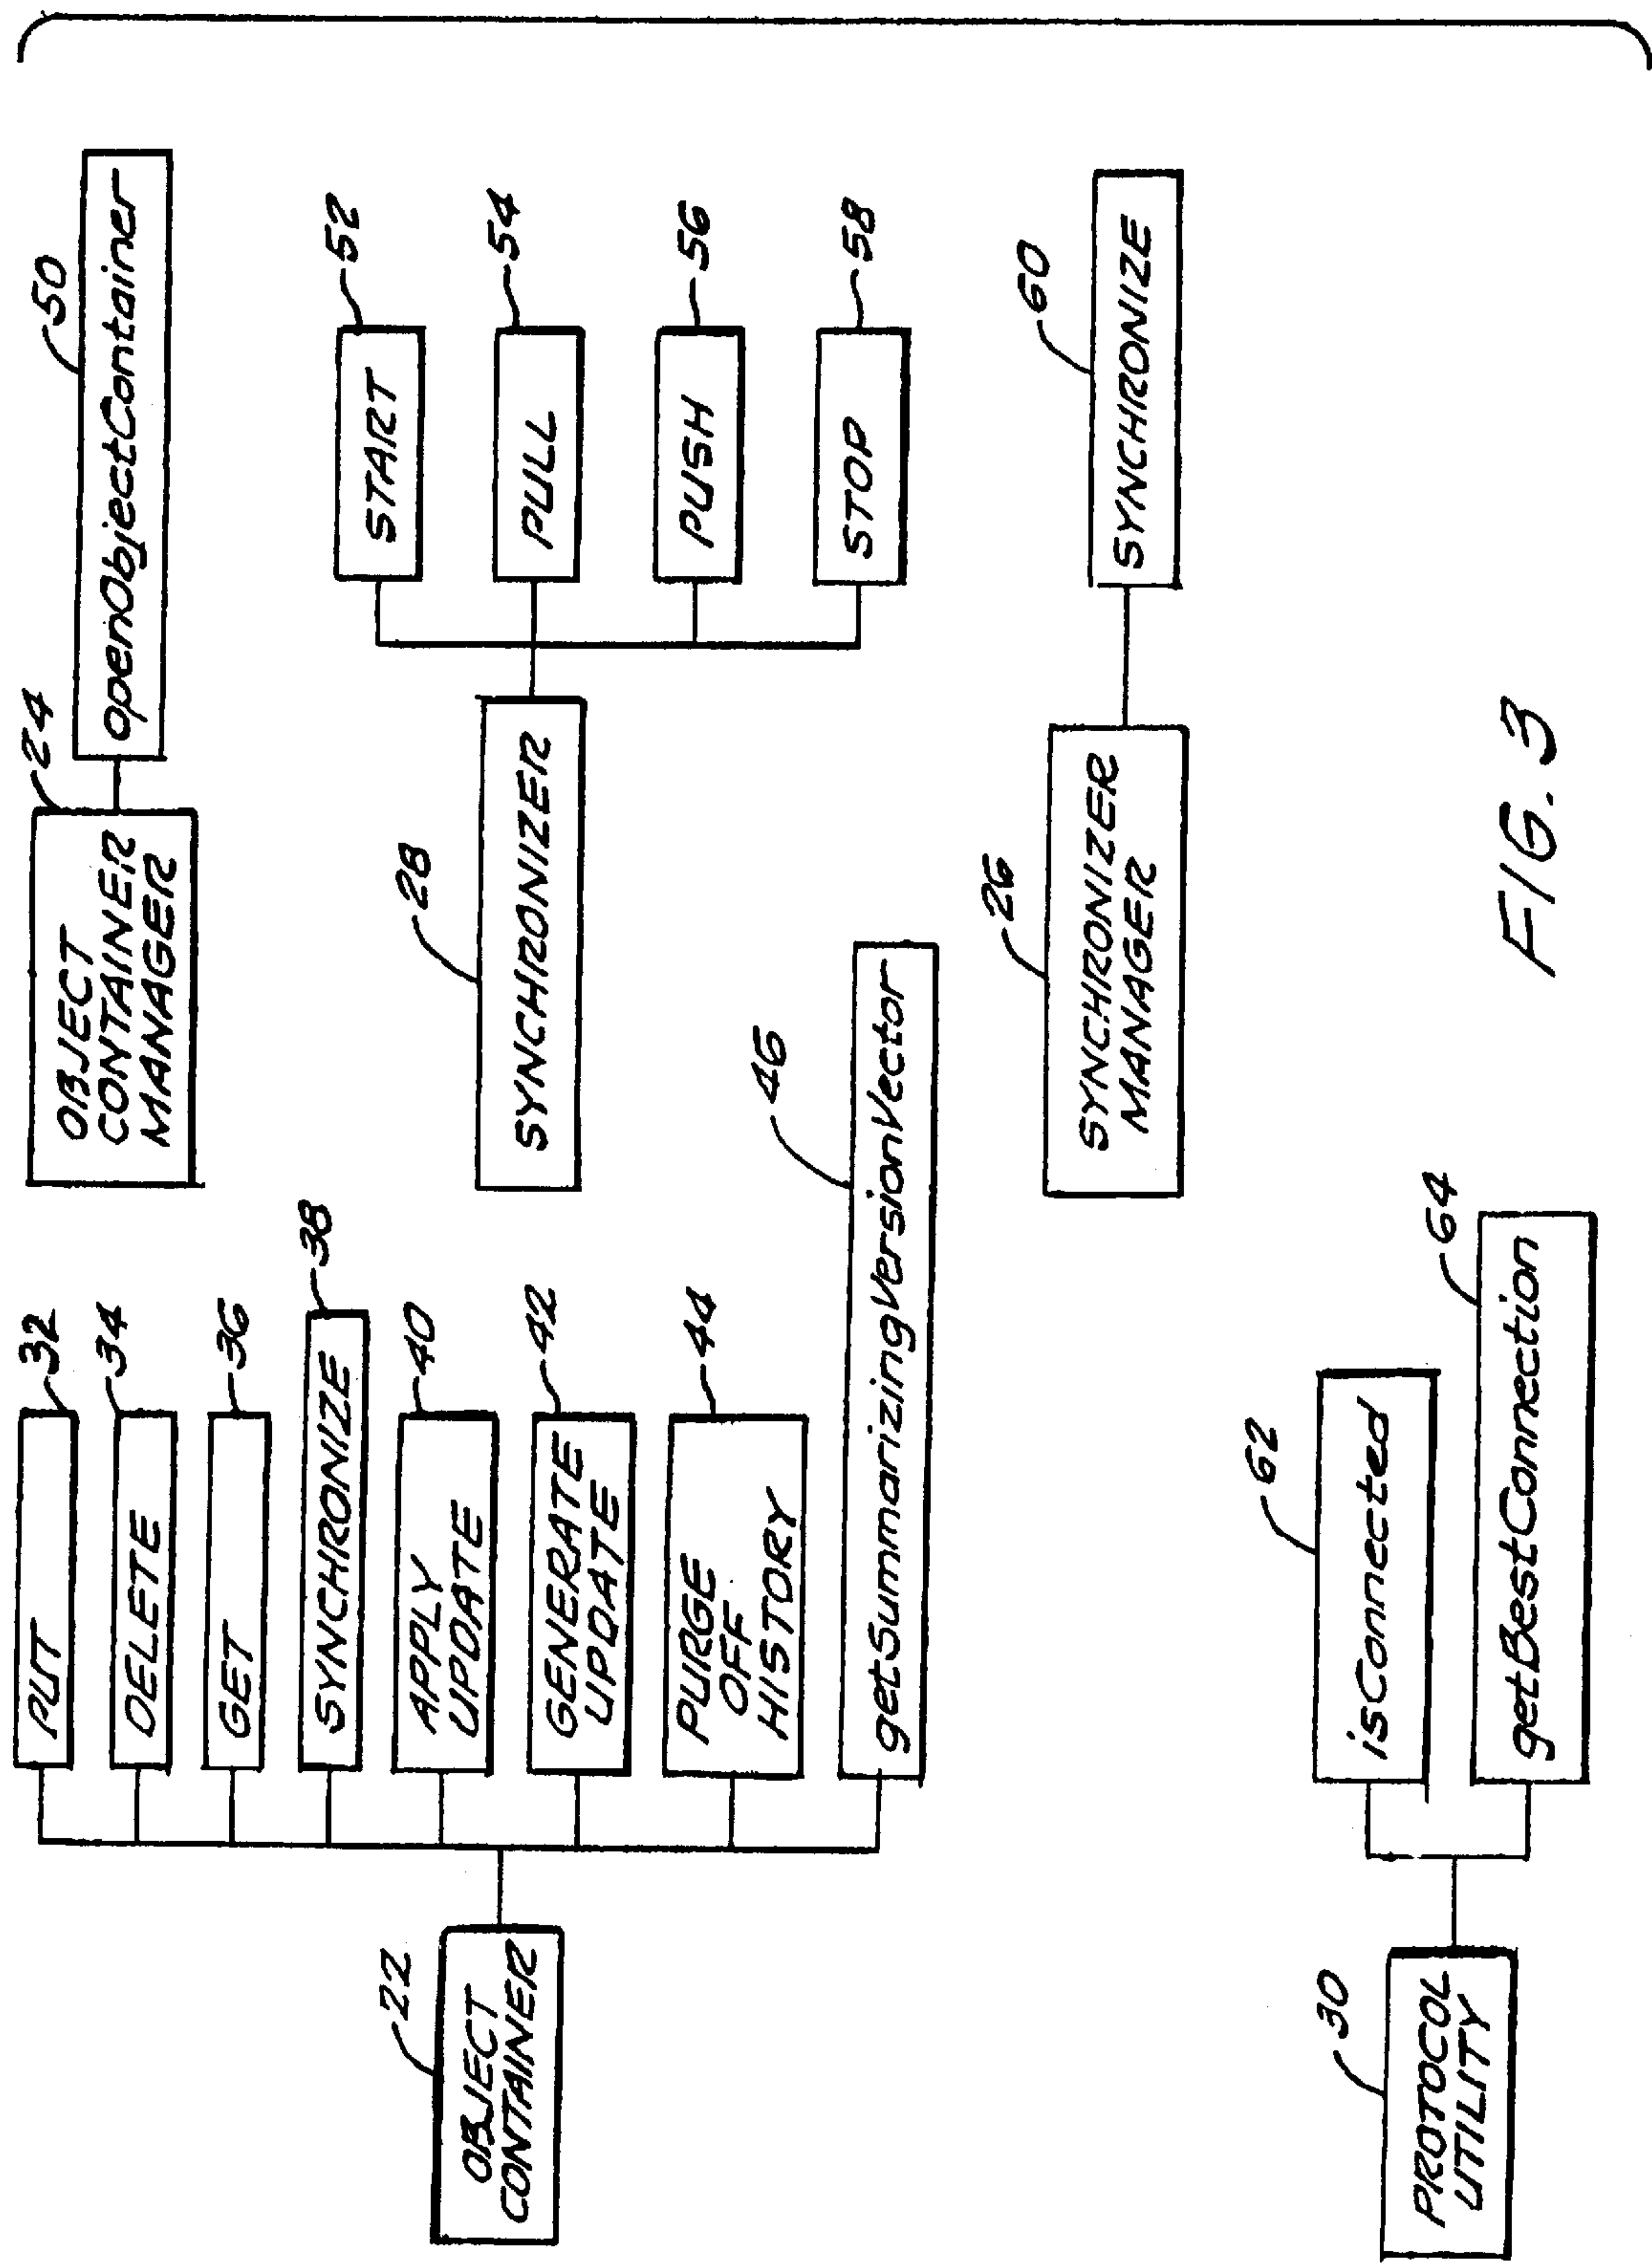 22
OBJECT
CONTAINER
PUT
32
DELETE
34
GET
36
SYNCHRONIZE
38
APPLY
UPDATE
40
GENERATE
UPDATE
42
PURGE
OFF
HISTORY
44
getSummarizingVersionVector
46
OBJECT
CONTAINER
MANAGER
24
openObjectContainer
50
SYNCHRONIZER
28
START
52
PULL
54
PUSH
56
STOP
58
SYNCHRONIZER
MANAGER
26
SYNCHRONIZE
60
PROTOCOL
UTILITY
30
isConnected
62
getBestConnection
64
FIG. 3